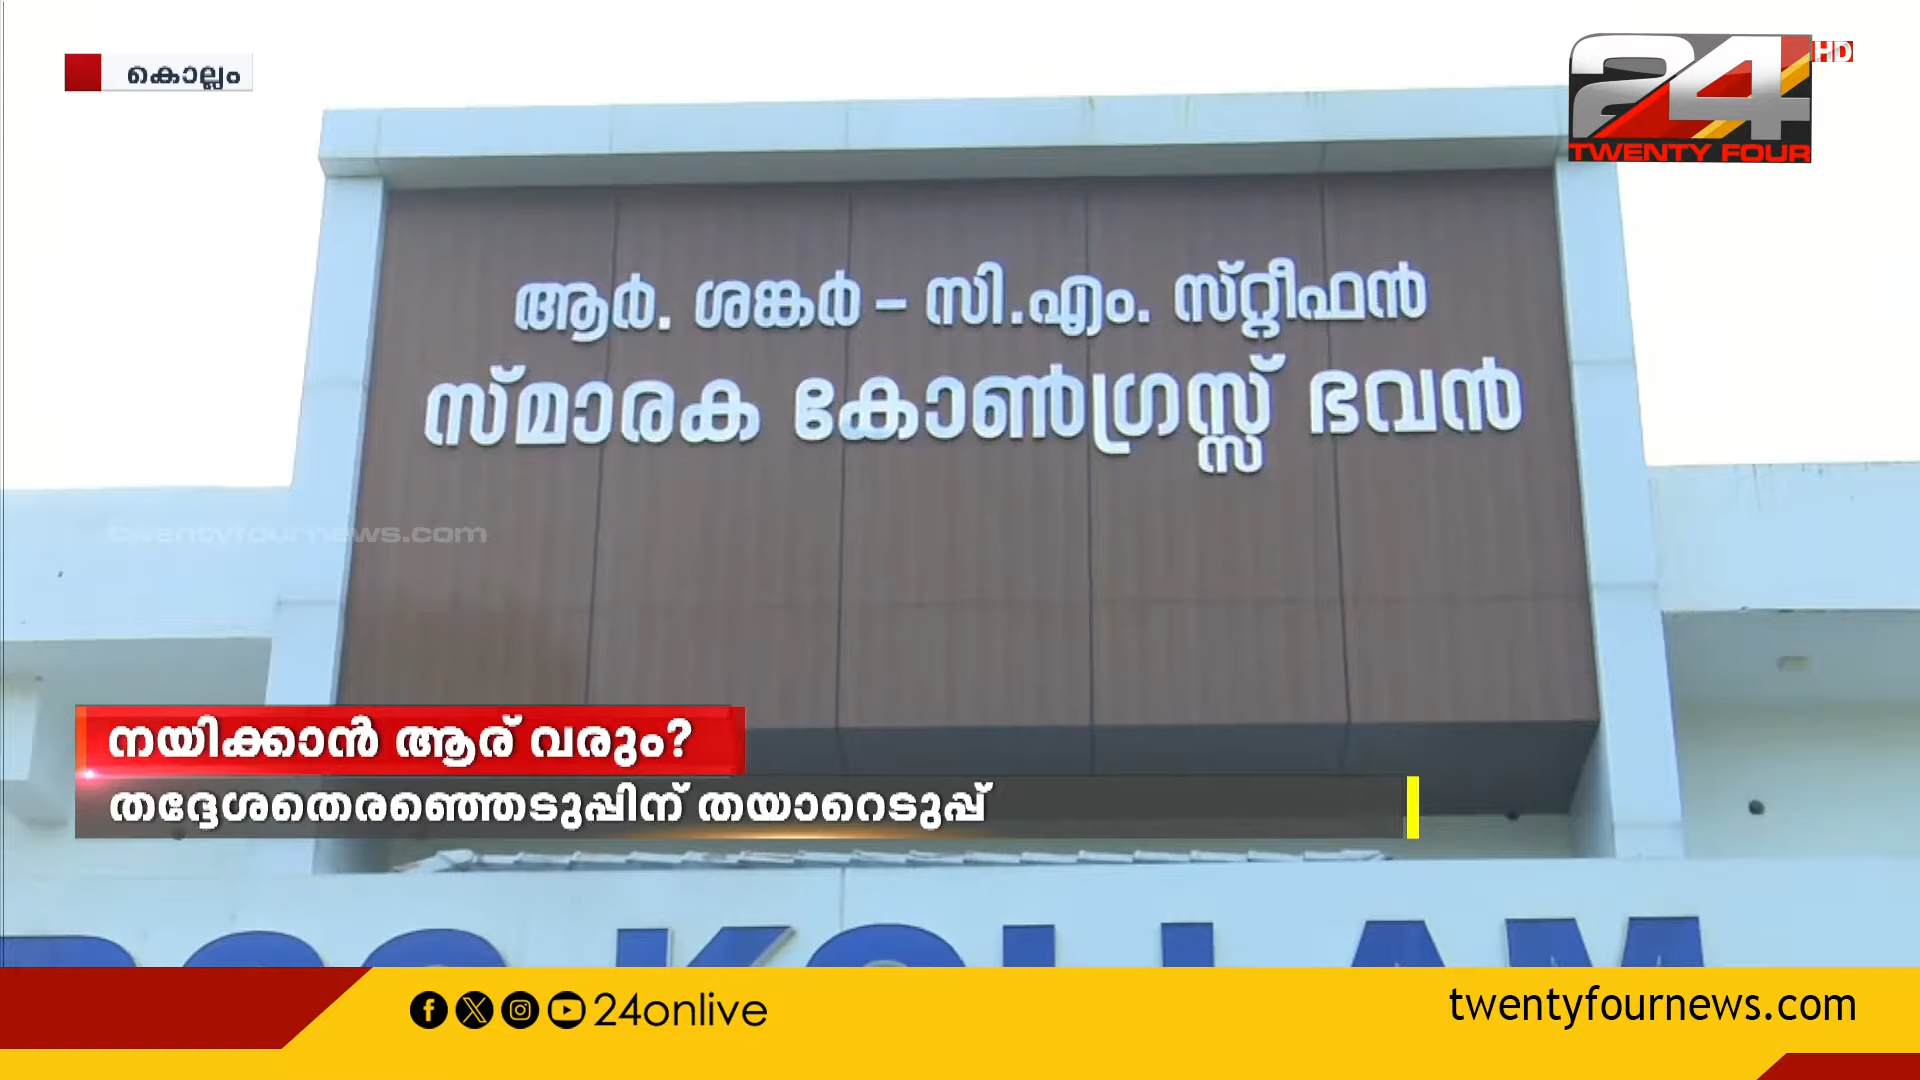 കൊല്ലം
24 HD
TWENTY FOUR
ആർ. ശങ്കർ – സി.എം. സ്റ്റീഫൻ
സ്മാരക കോൺഗ്രസ്സ് ഭവൻ
twentyfournews.com
നയിക്കാൻ ആര് വരും?
തദ്ദേശതെരഞ്ഞെടുപ്പിന് തയാറെടുപ്പ്
DCC KOLLAM
24onlive
twentyfournews.com